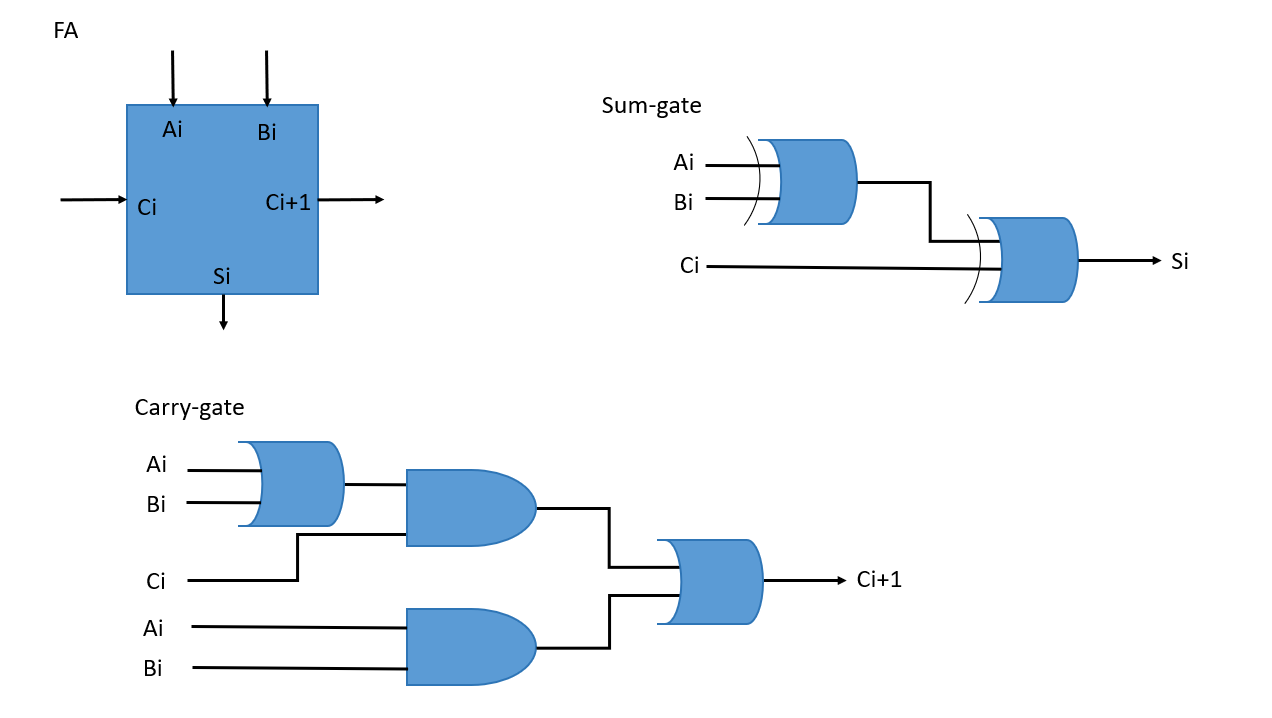 FA
Ai
Bi
Ci
Ci+1
Si
Sum-gate
Ai
Bi
Ci
Si
Carry-gate
Ai
Bi
Ci
Ai
Bi
Ci+1